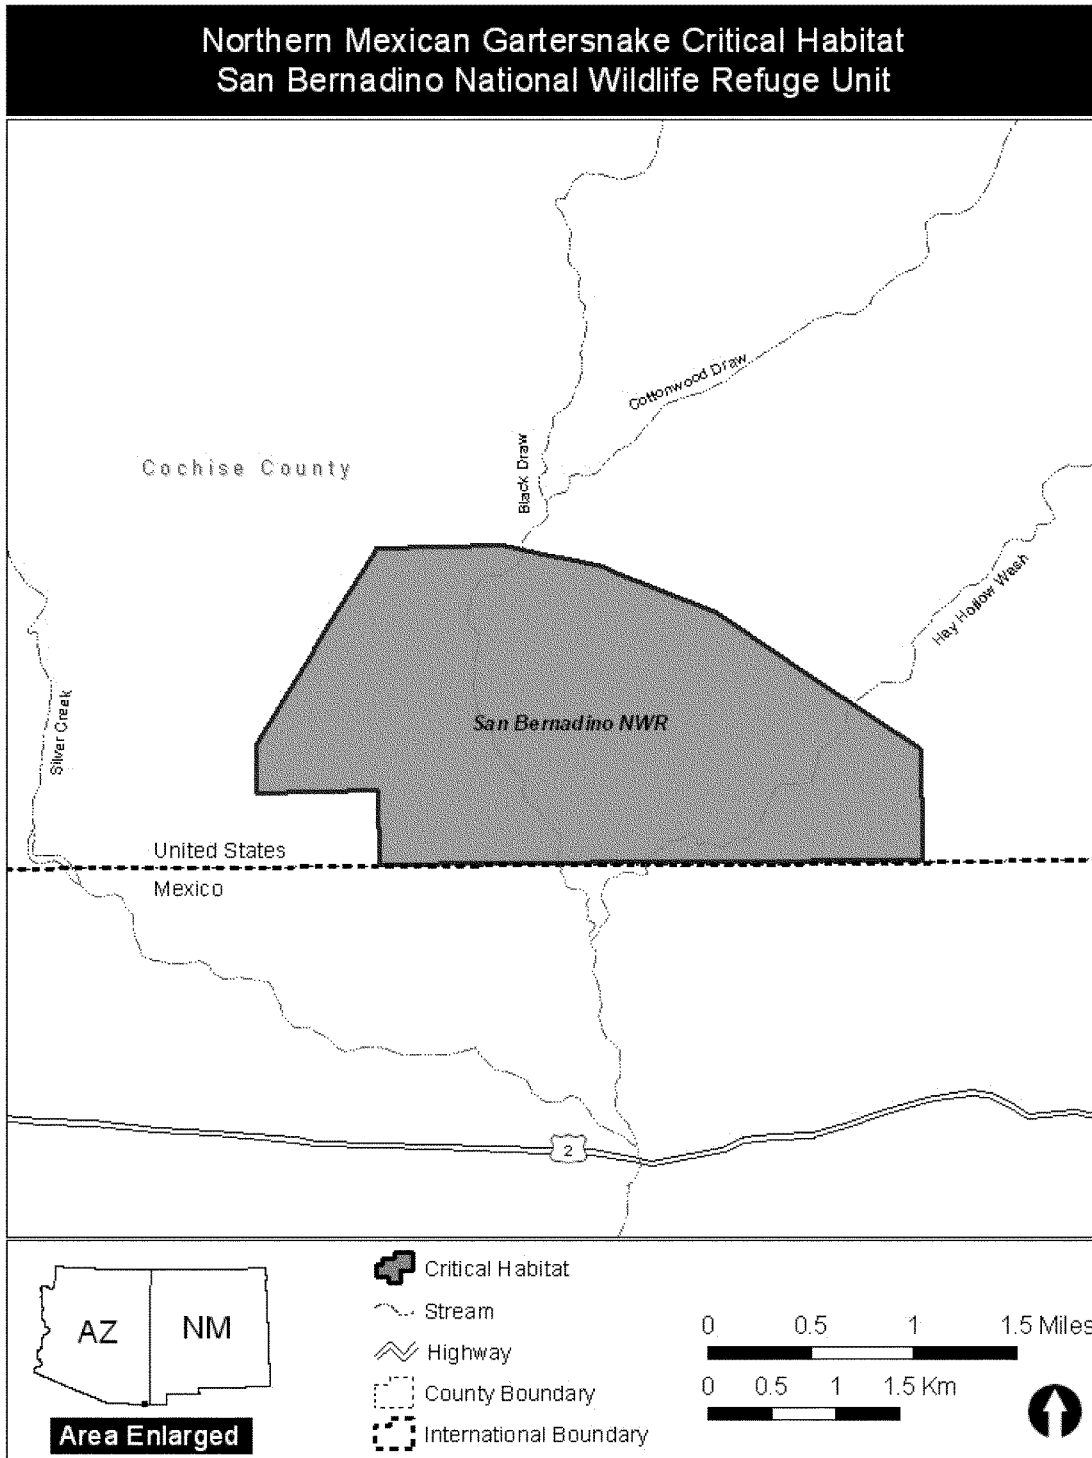 Northern Mexican Gartersnake Critical Habitat
San Bernadino National Wildlife Refuge Unit
Cottonwood Draw
Black Draw
Cochise County
Hay Hollow Wash
San Bernadino NWR
Silver Creek
United States
Mexico
2
AZ
NM
Area Enlarged
Critical Habitat
Stream
Highway
County Boundary
International Boundary
0 0.5 1 1.5 Miles
0 0.5 1 1.5 Km